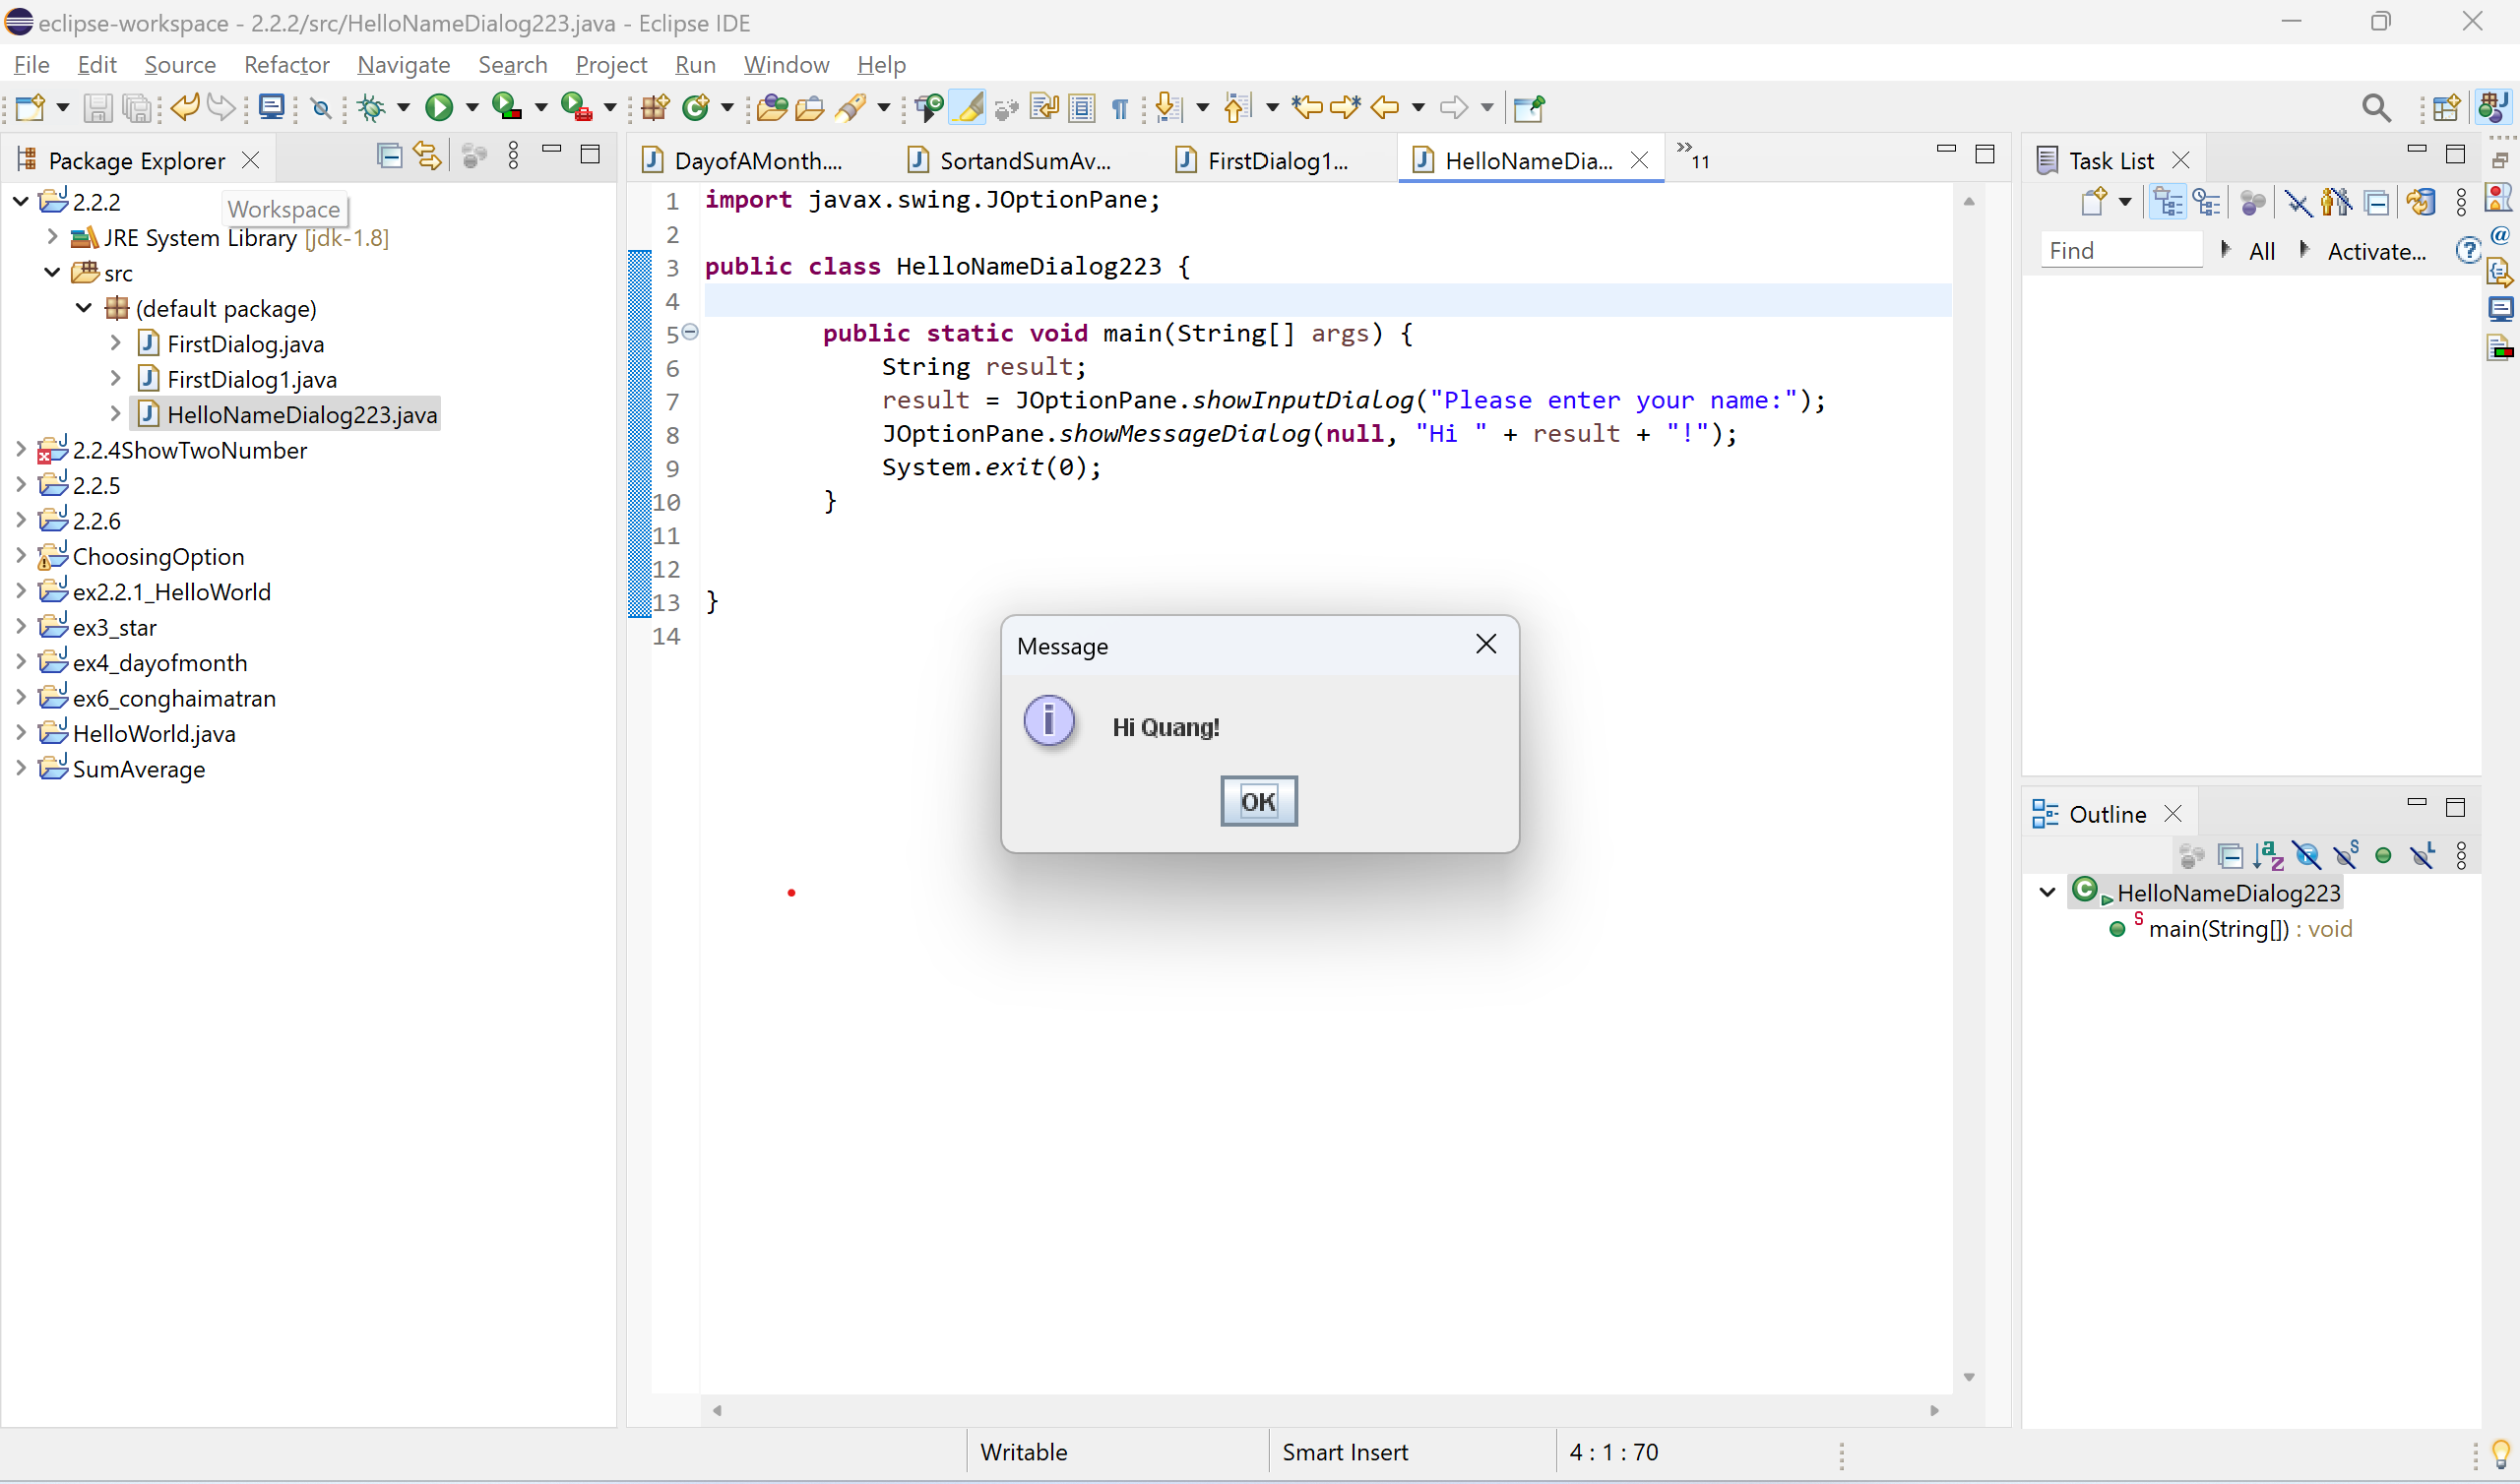 eclipse-workspace - 2.2.2/src/HelloNameDialog223.java - Eclipse IDE
File Edit Source Refactor Navigate Search Project Run Window Help
Package Explorer
2.2.2
Workspace
JRE System Library [jdk-1.8]
src
(default package)
FirstDialog.java
FirstDialog1.java
HelloNameDialog223.java
2.2.4ShowTwoNumber
2.2.5
2.2.6
ChoosingOption
ex2.2.1_HelloWorld
ex3_star
ex4_dayofmonth
ex6_conghaimatran
HelloWorld.java
SumAverage
DayofAMonth.... SortandSumAv... FirstDialog1... HelloNameDia... »11
1 import javax.swing.JOptionPane;
2
3 public class HelloNameDialog223 {
4
5 public static void main(String[] args) {
6 String result;
7 result = JOptionPane.showInputDialog("Please enter your name:");
8 JOptionPane.showMessageDialog(null, "Hi " + result + "!");
9 System.exit(0);
10 }
11
12
13 }
14
Message
Hi Quang!
OK
Task List
Find All Activate...
Outline
HelloNameDialog223
main(String[]) : void
Writable Smart Insert 4 : 1 : 70